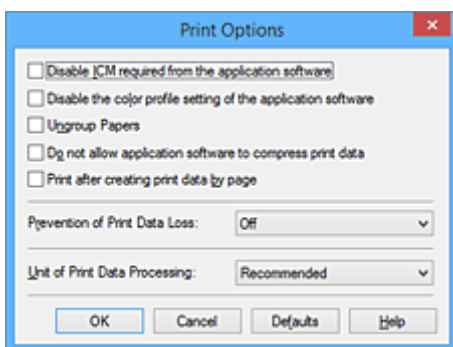 Print Options
Disable ICM required from the application software
Disable the color profile setting of the application software
Ungroup Papers
Do not allow application software to compress print data
Print after creating print data by page
Prevention of Print Data Loss: Off
Unit of Print Data Processing: Recommended
OK Cancel Defaults Help